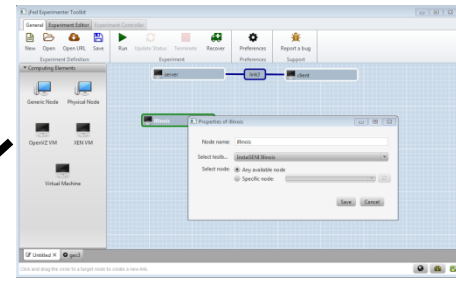 jFed Experimenter Toolkit
General Experiment Editor Experiment Controller
New Open Open URL Save Run Update Status Terminate Recover Preferences Report a bug
Experiment Definition Experiment Preferences Support
Computing Elements
server link0 client
Generic Node Physical Node
Illinois
Properties of Illinois
Node name: Illinois
OpenVZ VM XEN VM
Select testb... InstaGENI Illinois
Select node: Any available node
Specific node:
Virtual Machine
Save Cancel
Untitled geo3
Click and drag the circle to a target node to create a new link.